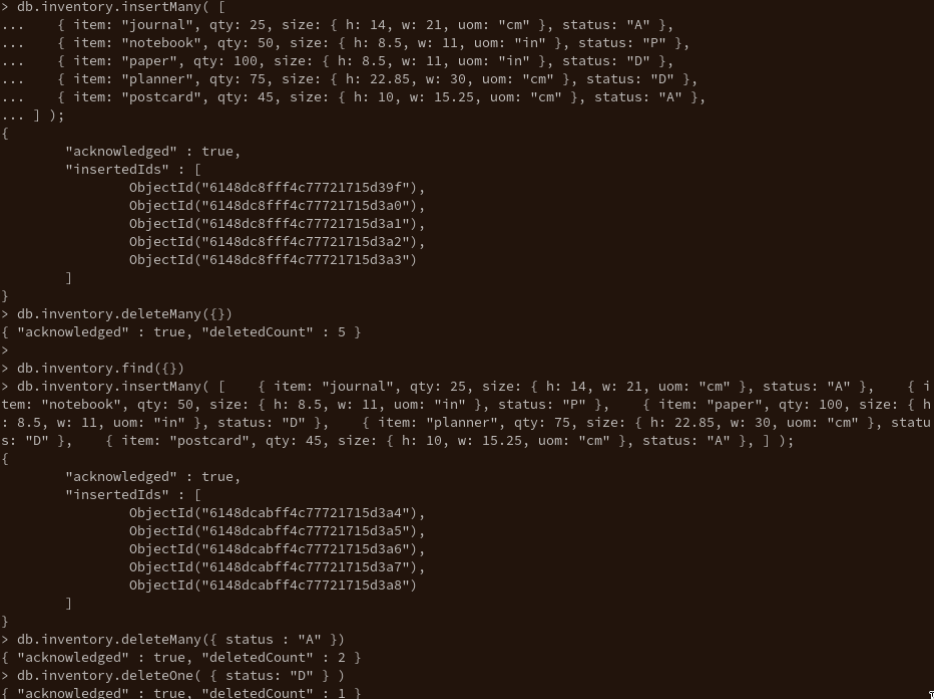 > db.inventory.insertMany( [
...    { item: "journal", qty: 25, size: { h: 14, w: 21, uom: "cm" }, status: "A" },
...    { item: "notebook", qty: 50, size: { h: 8.5, w: 11, uom: "in" }, status: "P" },
...    { item: "paper", qty: 100, size: { h: 8.5, w: 11, uom: "in" }, status: "D" },
...    { item: "planner", qty: 75, size: { h: 22.85, w: 30, uom: "cm" }, status: "D" },
...    { item: "postcard", qty: 45, size: { h: 10, w: 15.25, uom: "cm" }, status: "A" },
... ] );
{
        "acknowledged" : true,
        "insertedIds" : [
                ObjectId("6148dc8fff4c77721715d39f"),
                ObjectId("6148dc8fff4c77721715d3a0"),
                ObjectId("6148dc8fff4c77721715d3a1"),
                ObjectId("6148dc8fff4c77721715d3a2"),
                ObjectId("6148dc8fff4c77721715d3a3")
        ]
}
> db.inventory.deleteMany({})
{ "acknowledged" : true, "deletedCount" : 5 }
>
> db.inventory.find({})
> db.inventory.insertMany( [    { item: "journal", qty: 25, size: { h: 14, w: 21, uom: "cm" }, status: "A" },    { i
tem: "notebook", qty: 50, size: { h: 8.5, w: 11, uom: "in" }, status: "P" },    { item: "paper", qty: 100, size: { h
: 8.5, w: 11, uom: "in" }, status: "D" },    { item: "planner", qty: 75, size: { h: 22.85, w: 30, uom: "cm" }, statu
s: "D" },    { item: "postcard", qty: 45, size: { h: 10, w: 15.25, uom: "cm" }, status: "A" }, ] );
{
        "acknowledged" : true,
        "insertedIds" : [
                ObjectId("6148dcabff4c77721715d3a4"),
                ObjectId("6148dcabff4c77721715d3a5"),
                ObjectId("6148dcabff4c77721715d3a6"),
                ObjectId("6148dcabff4c77721715d3a7"),
                ObjectId("6148dcabff4c77721715d3a8")
        ]
}
> db.inventory.deleteMany({ status : "A" })
{ "acknowledged" : true, "deletedCount" : 2 }
> db.inventory.deleteOne( { status: "D" } )
{ "acknowledged" : true, "deletedCount" : 1 }